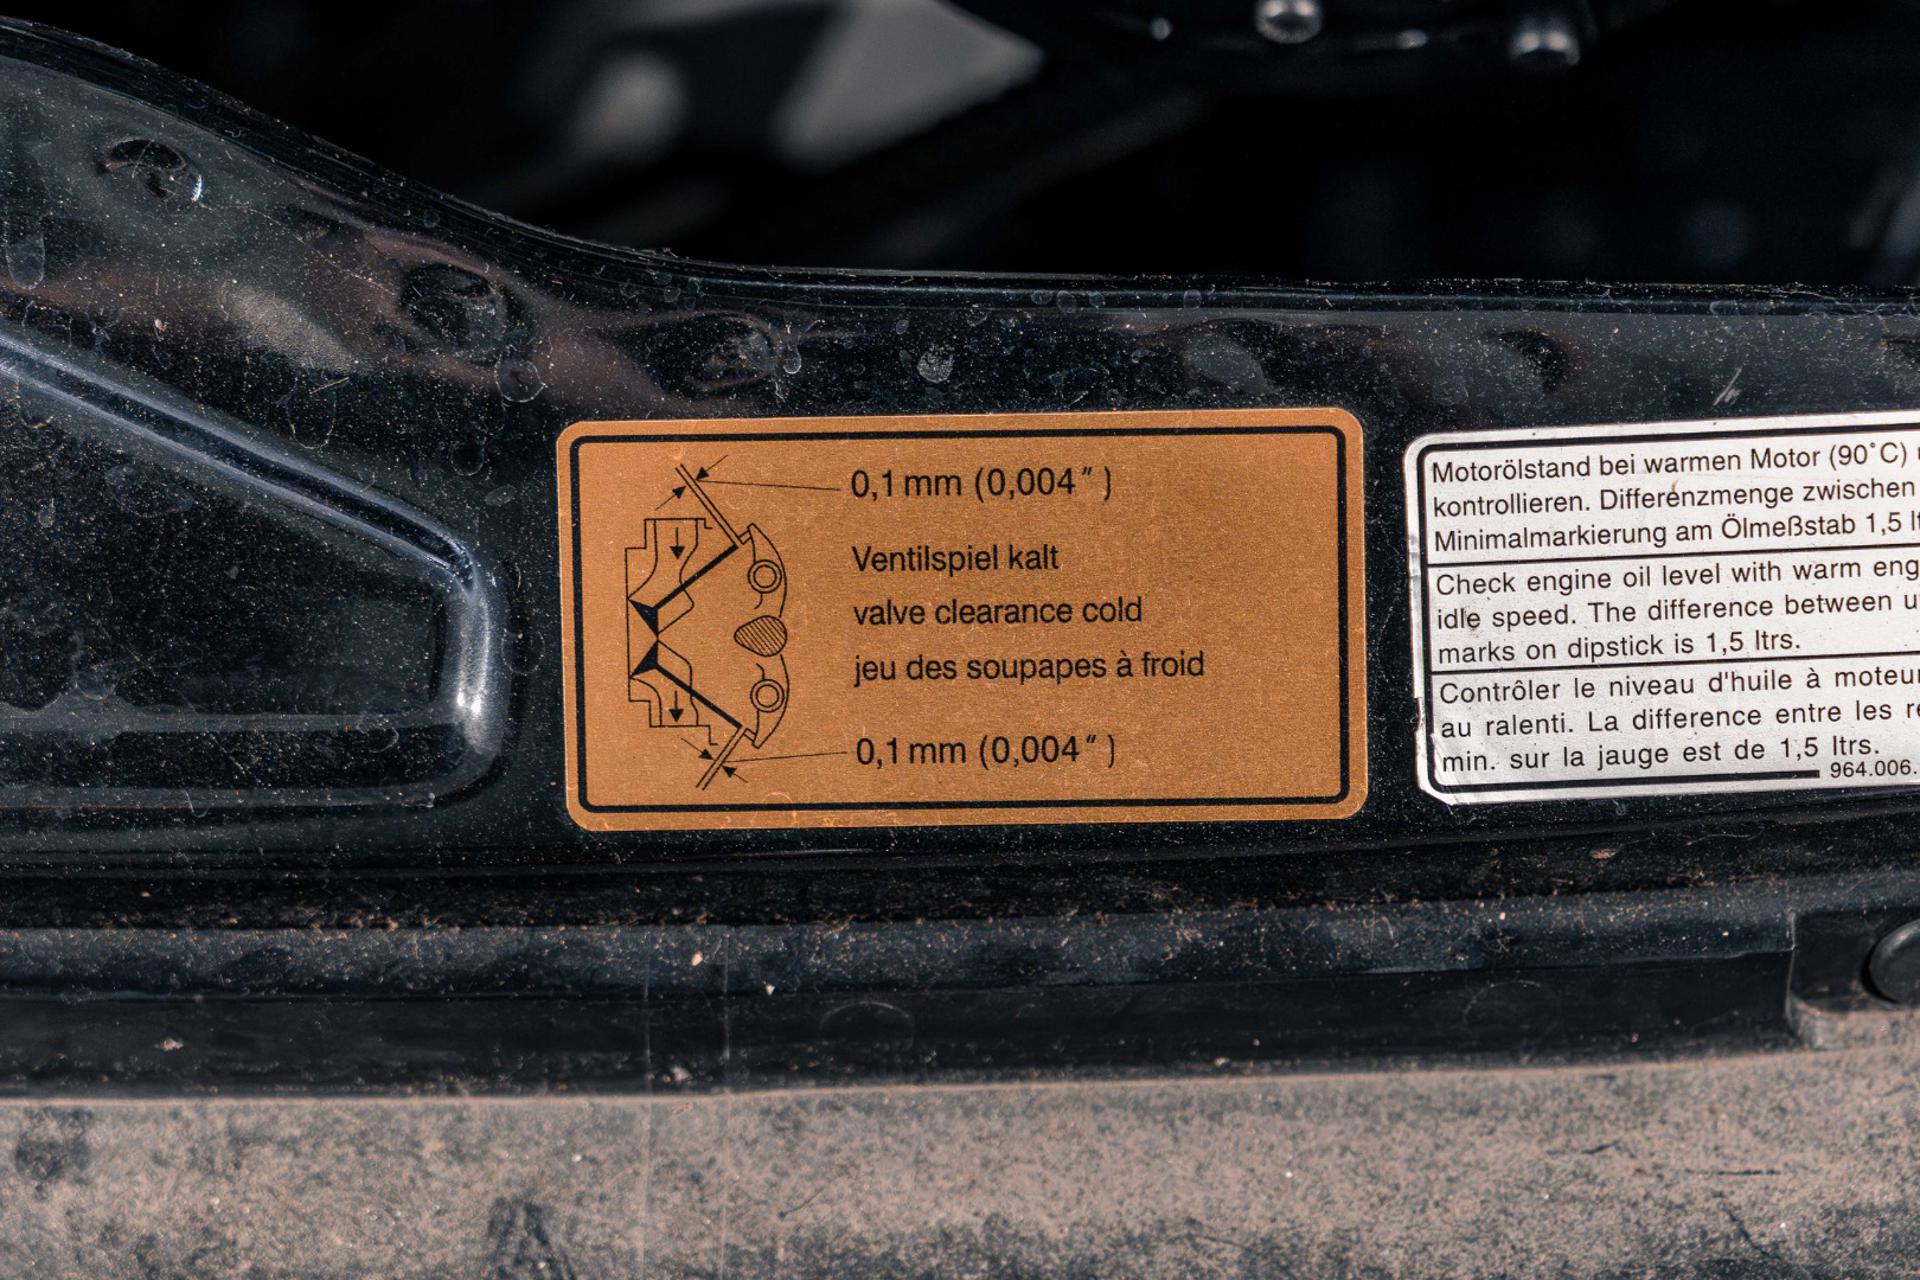 0,1 mm (0,004")
Ventilspiel kalt
valve clearance cold
jeu des soupapes à froid
0,1 mm (0,004")
Motorölstand bei warmen Motor (90°C)
kontrollieren. Differenzmenge zwischen
Minimalmarkierung am Ölmeßstab 1,5
Check engine oil level with warm
idle speed. The difference between
marks on dipstick is 1,5 ltrs.
Contrôler le niveau d'huile à
au ralenti. La difference entre les
min. sur la jauge est de 1,5 ltrs.
964.006.